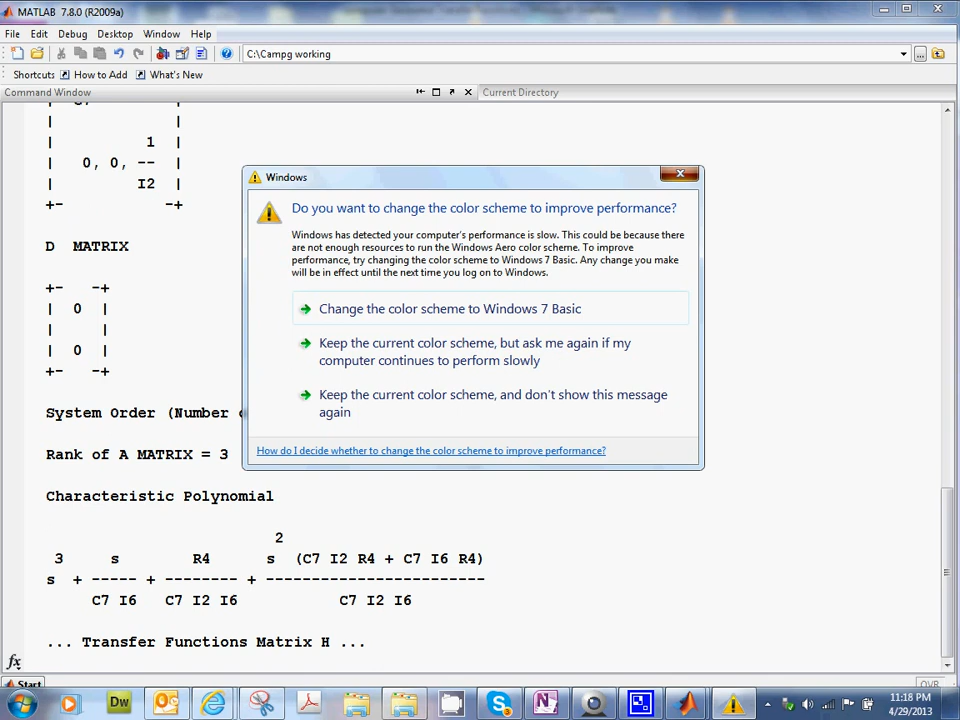 MATLAB 7.8.0 (R2009a)
File Edit Debug Desktop Window Help
C:\Campg working
Shortcuts How to Add What's New
Command Window
Current Directory
| |
| 1 |
| 0, 0, -- |
| I2 |
+- -+
D MATRIX
+- -+
| 0 |
| |
| 0 |
+- -+
System Order (Number
Rank of A MATRIX = 3
Characteristic Polynomial
2
3 s R4 s (C7 I2 R4 + C7 I6 R4)
s + ----- + -------- + ------------------------
C7 I6 C7 I2 I6 C7 I2 I6
... Transfer Functions Matrix H ...
Windows
Do you want to change the color scheme to improve performance?
Windows has detected your computer's performance is slow. This could be because there
are not enough resources to run the Windows Aero color scheme. To improve
performance, try changing the color scheme to Windows 7 Basic. Any change you make
will be in effect until the next time you log on to Windows.
Change the color scheme to Windows 7 Basic
Keep the current color scheme, but ask me again if my
computer continues to perform slowly
Keep the current color scheme, and don't show this message
again
How do I decide whether to change the color scheme to improve performance?
fx
Start
OVR
Dw
11:18 PM
4/29/2013